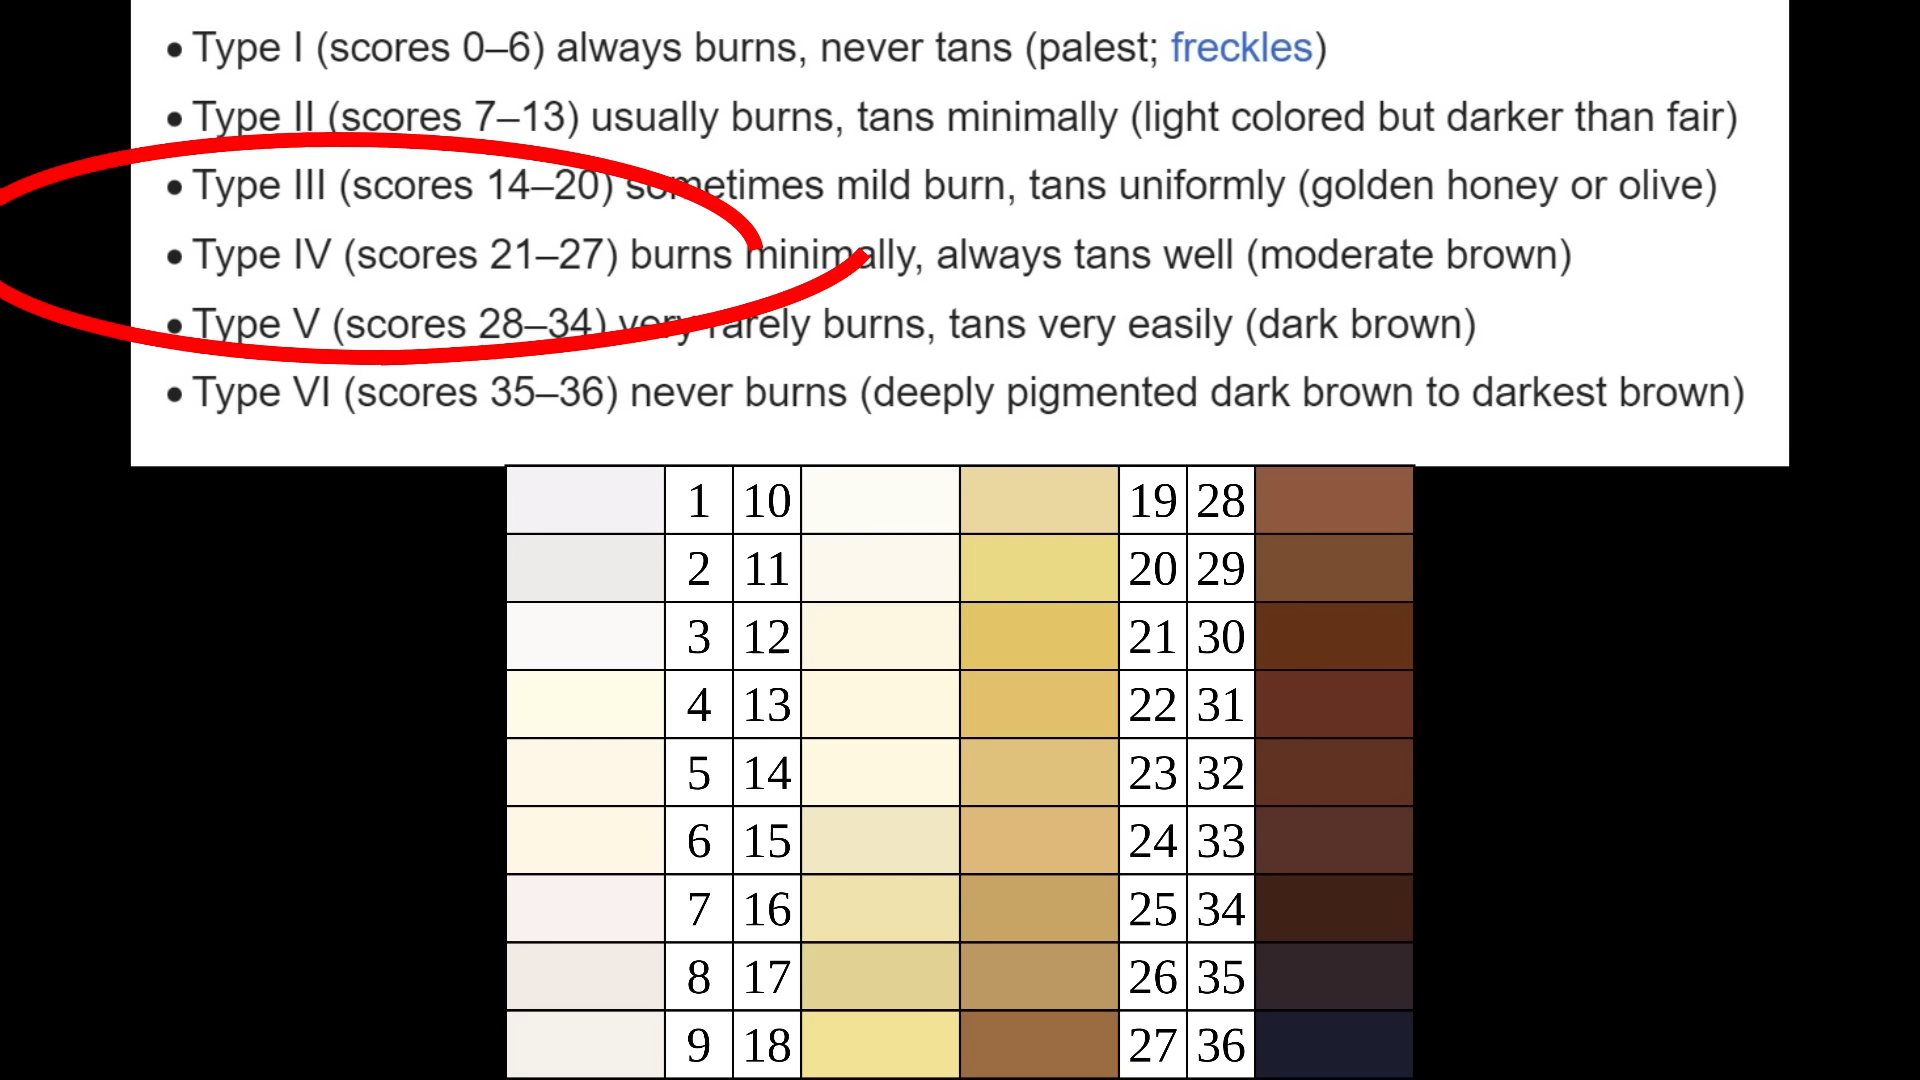 • Type I (scores 0–6) always burns, never tans (palest; freckles)
• Type II (scores 7–13) usually burns, tans minimally (light colored but darker than fair)
• Type III (scores 14–20) sometimes mild burn, tans uniformly (golden honey or olive)
• Type IV (scores 21–27) burns minimally, always tans well (moderate brown)
• Type V (scores 28–34) very rarely burns, tans very easily (dark brown)
• Type VI (scores 35–36) never burns (deeply pigmented dark brown to darkest brown)
1 10 19 28
2 11 20 29
3 12 21 30
4 13 22 31
5 14 23 32
6 15 24 33
7 16 25 34
8 17 26 35
9 18 27 36